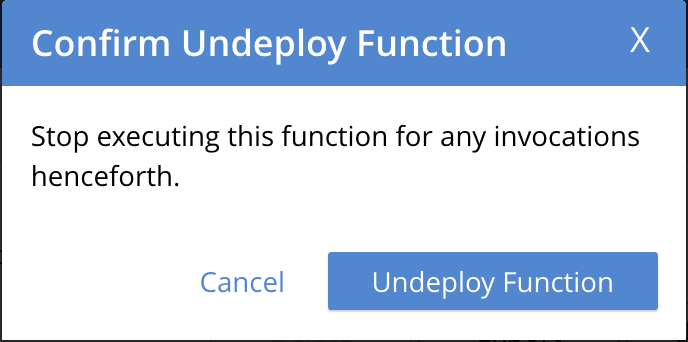 Confirm Undeploy Function X
Stop executing this function for any invocations
henceforth.
Cancel Undeploy Function